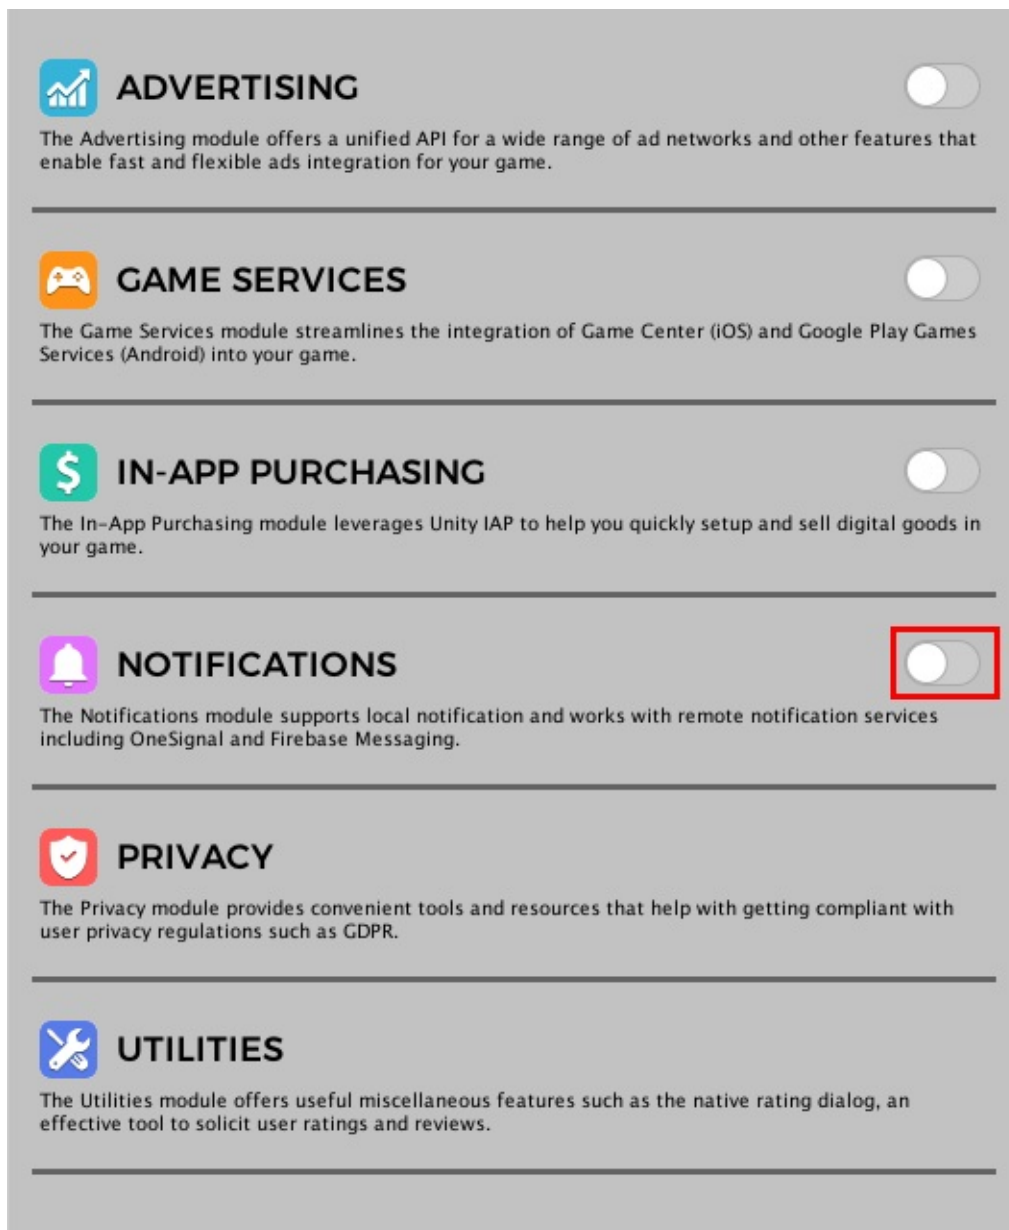 ADVERTISING
The Advertising module offers a unified API for a wide range of ad networks and other features that
enable fast and flexible ads integration for your game.
GAME SERVICES
The Game Services module streamlines the integration of Game Center (iOS) and Google Play Games
Services (Android) into your game.
IN-APP PURCHASING
The In-App Purchasing module leverages Unity IAP to help you quickly setup and sell digital goods in
your game.
NOTIFICATIONS
The Notifications module supports local notification and works with remote notification services
including OneSignal and Firebase Messaging.
PRIVACY
The Privacy module provides convenient tools and resources that help with getting compliant with
user privacy regulations such as GDPR.
UTILITIES
The Utilities module offers useful miscellaneous features such as the native rating dialog, an
effective tool to solicit user ratings and reviews.